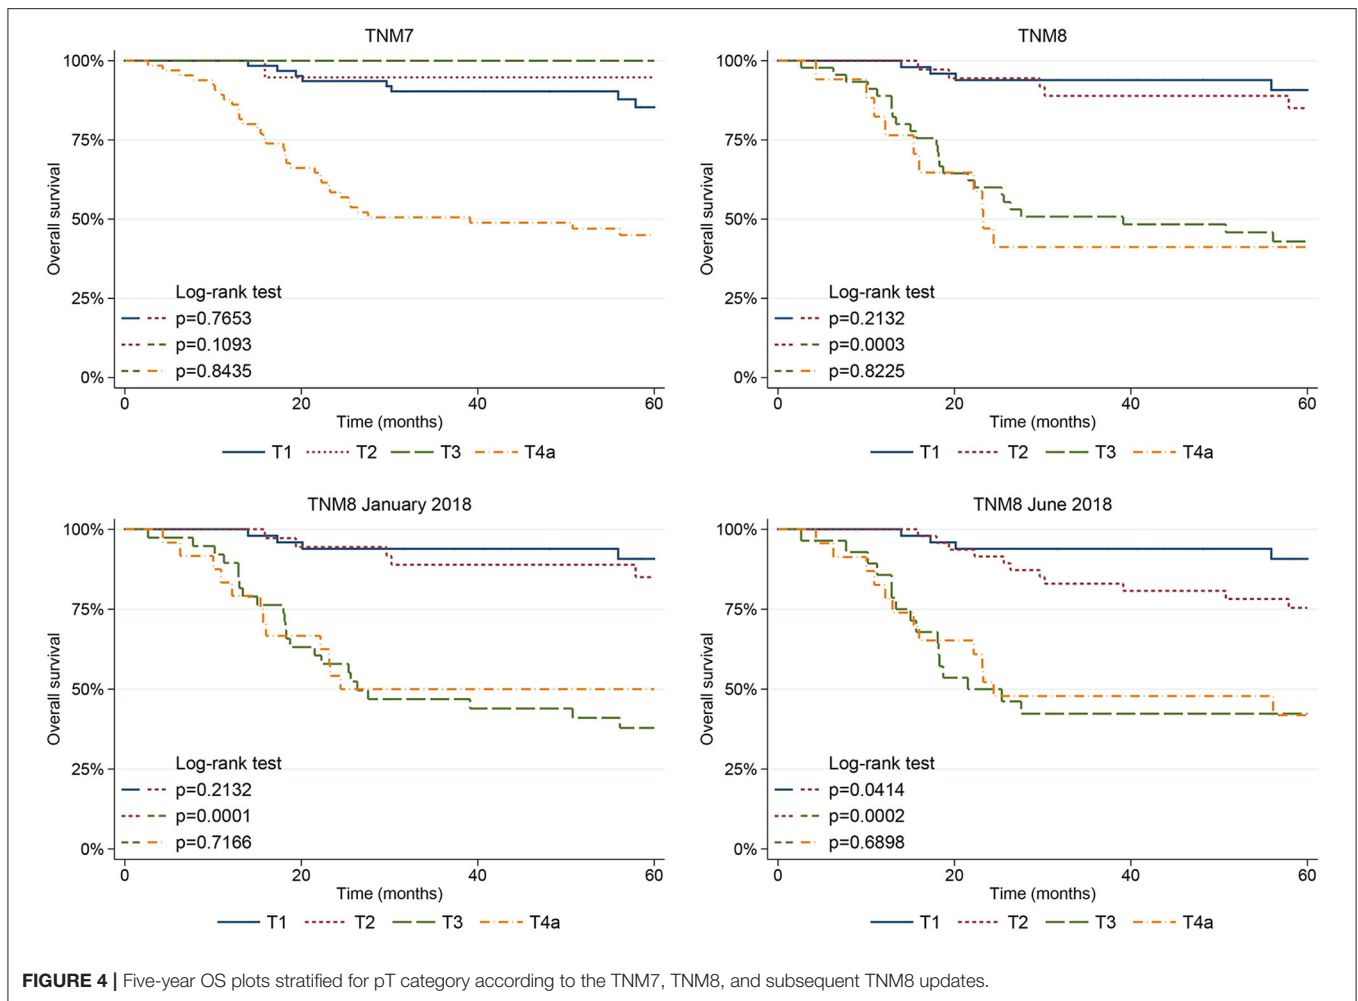 TNM7
100%
75%
50%
25%
0%
Overall survival
Log-rank test
p=0.7653
p=0.1093
p=0.8435
0 20 40 60
Time (months)
T1 T2 T3 T4a
TNM8
100%
75%
50%
25%
0%
Overall survival
Log-rank test
p=0.2132
p=0.0003
p=0.8225
0 20 40 60
Time (months)
T1 T2 T3 T4a
TNM8 January 2018
100%
75%
50%
25%
0%
Overall survival
Log-rank test
p=0.2132
p=0.0001
p=0.7166
0 20 40 60
Time (months)
T1 T2 T3 T4a
TNM8 June 2018
100%
75%
50%
25%
0%
Overall survival
Log-rank test
p=0.0414
p=0.0002
p=0.6898
0 20 40 60
Time (months)
T1 T2 T3 T4a
FIGURE 4 | Five-year OS plots stratified for pT category according to the TNM7, TNM8, and subsequent TNM8 updates.